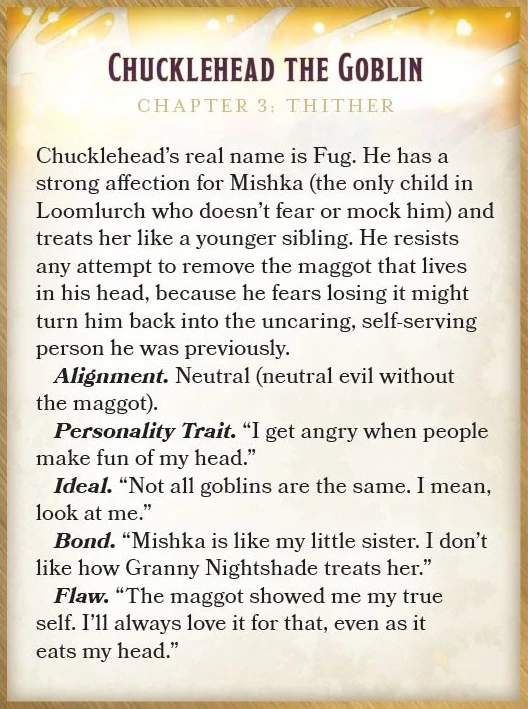 CHUCKLEHEAD THE GOBLIN
CHAPTER 3: THITHER
Chucklehead’s real name is Fug. He has a
strong affection for Mishka (the only child in
Loomlurch who doesn’t fear or mock him) and
treats her like a younger sibling. He resists
any attempt to remove the maggot that lives
in his head, because he fears losing it might
turn him back into the uncaring, self-serving
person he was previously.
Alignment. Neutral (neutral evil without
the maggot).
Personality Trait. “I get angry when people
make fun of my head.”
Ideal. “Not all goblins are the same. I mean,
look at me.”
Bond. “Mishka is like my little sister. I don’t
like how Granny Nightshade treats her.”
Flaw. “The maggot showed me my true
self. I’ll always love it for that, even as it
eats my head.”